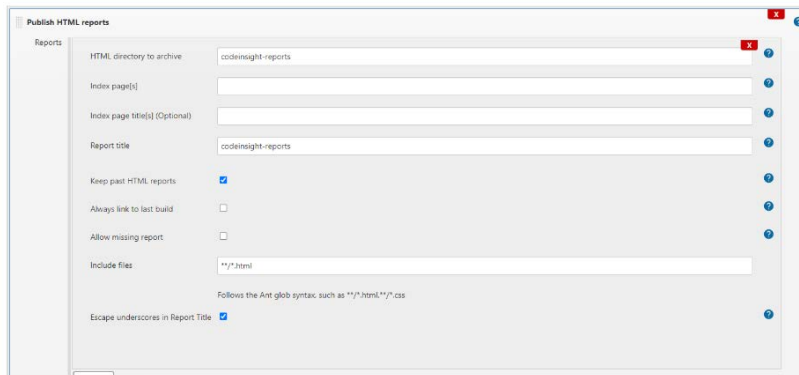 Publish HTML reports
X
Reports
X
HTML directory to archive
codeinsight-reports
Index page[s]
Index page title[s] (Optional)
Report title
codeinsight-reports
Keep past HTML reports
Always link to last build
Allow missing report
Include files
**/*.html
Follows the Ant glob syntax, such as **/*.html,**/*.css
Escape underscores in Report Title